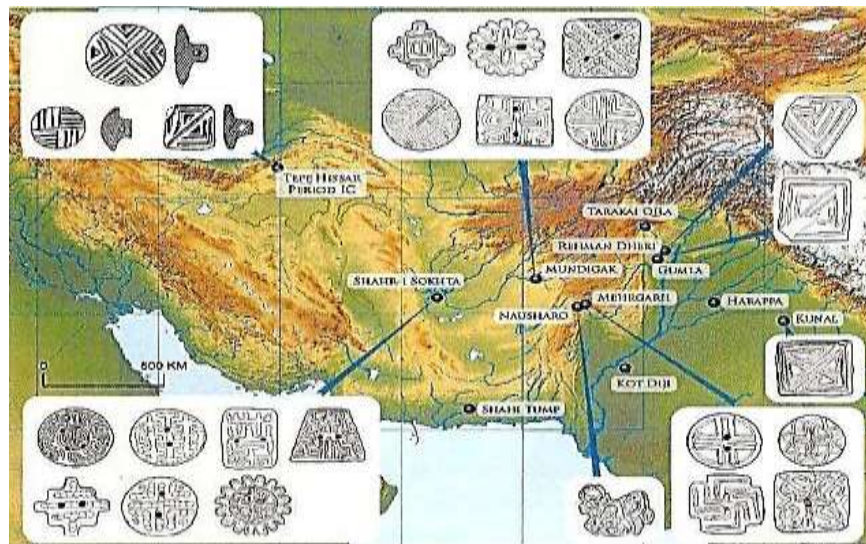 TEPE HISSAR
PERIOD IC
TARAKAI QILA
REHMAN DHERI
GUMLA
MUNDIGAK
SHAHR-I SOKHTA
MEHRGARH
NAUSHARO
HARAPPA
KUNAL
KOT DIJI
SHAHI TUMP
0
500 KM